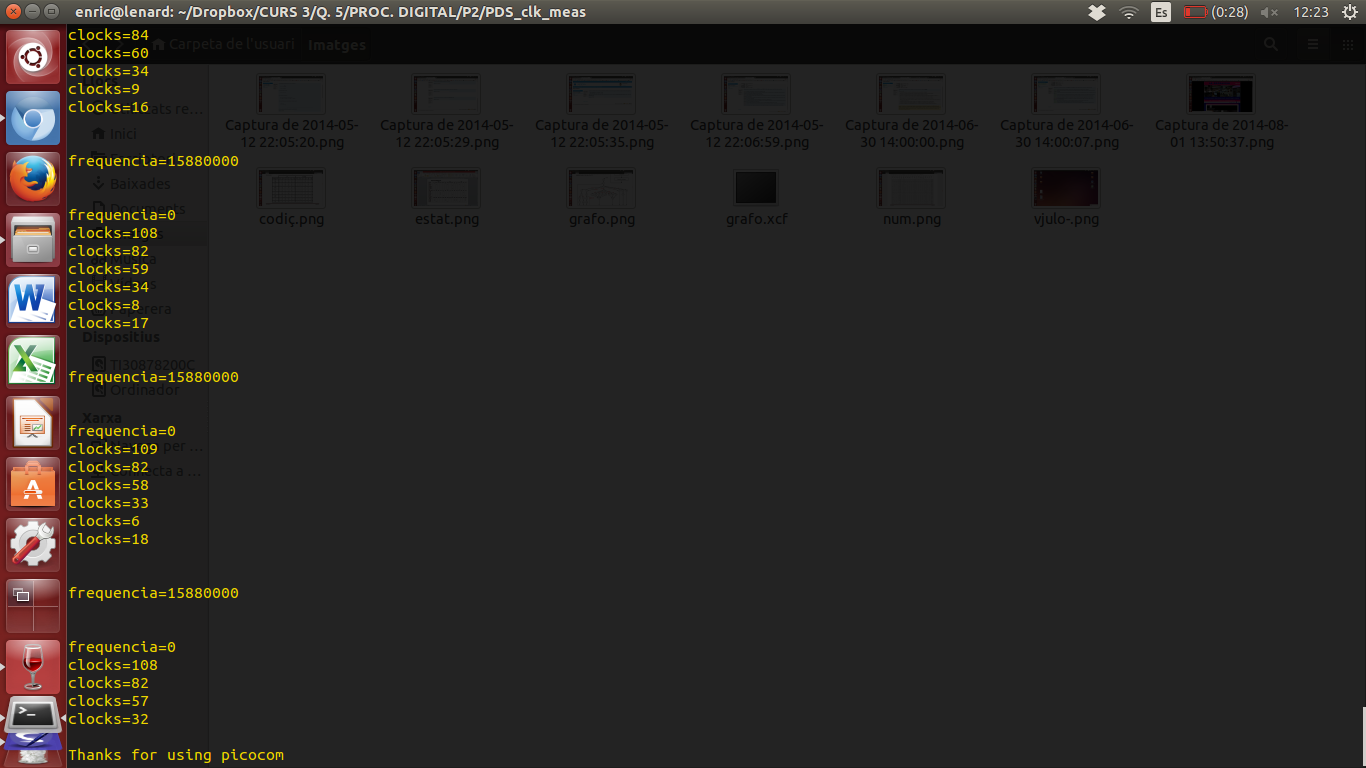 enric@lenard: ~/Dropbox/CURS 3/Q. 5/PROC. DIGITAL/P2/PDS_clk_meas
Es
(0:28)
12:23
Carpeta de l'usuari
Imatges
clocks=84
clocks=60
clocks=34
clocks=9
clocks=16
frequencia=15880000
frequencia=0
clocks=108
clocks=82
clocks=59
clocks=34
clocks=8
clocks=17
frequencia=15880000
frequencia=0
clocks=109
clocks=82
clocks=58
clocks=33
clocks=6
clocks=18
frequencia=15880000
frequencia=0
clocks=108
clocks=82
clocks=57
clocks=32
Thanks for using picocom
Inici
Baixades
Documents
Dispositius
Ordinador
Xarxa
Captura de 2014-05-
12 22:05:20.png
Captura de 2014-05-
12 22:05:29.png
Captura de 2014-05-
12 22:05:35.png
Captura de 2014-05-
12 22:06:59.png
Captura de 2014-06-
30 14:00:00.png
Captura de 2014-06-
30 14:00:07.png
Captura de 2014-08-
01 13:50:37.png
codiç.png
estat.png
grafo.png
grafo.xcf
num.png
vjulo-.png